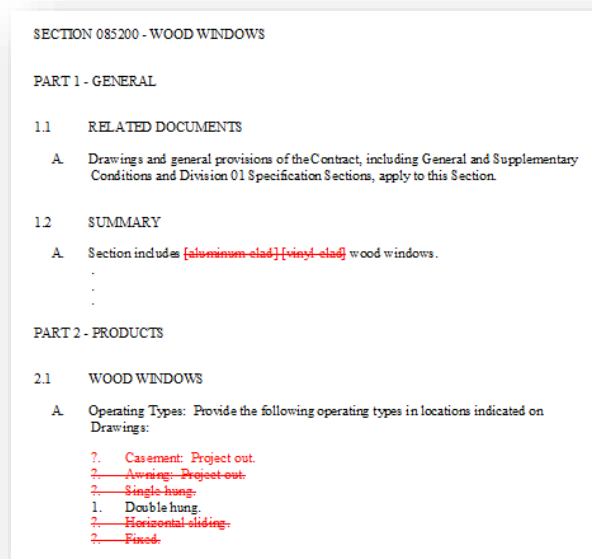 SECTION 085200 - WOOD WINDOWS
PART 1 - GENERAL
1.1 RELATED DOCUMENTS
A. Drawings and general provisions of the Contract, including General and Supplementary
Conditions and Division 01 Specification Sections, apply to this Section.
1.2 SUMMARY
A. Section includes [aluminum-clad] [vinyl-clad] wood windows.
.
.
.
PART 2 - PRODUCTS
2.1 WOOD WINDOWS
A. Operating Types: Provide the following operating types in locations indicated on
Drawings:
?. Casement: Project out.
?. Awning: Project out.
?. Single hung.
1. Double hung.
?. Horizontal sliding.
?. Fixed.